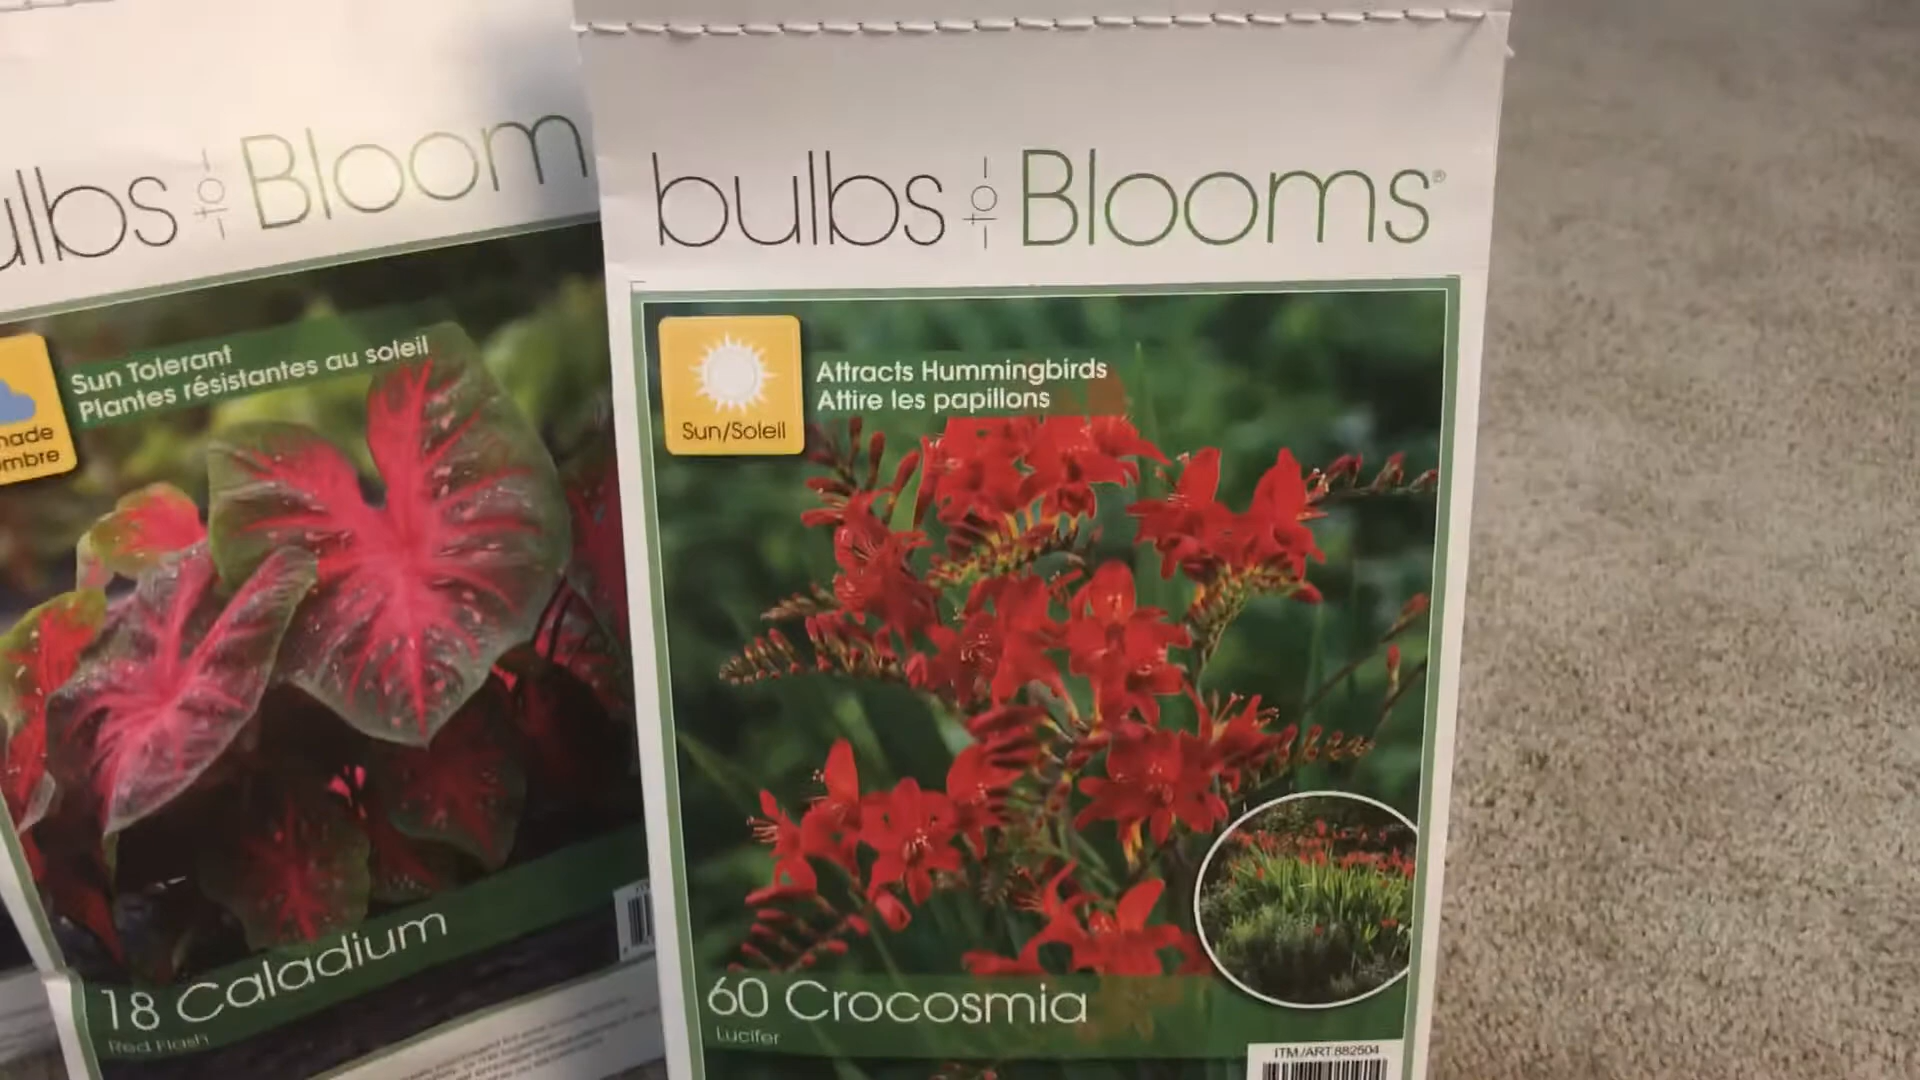 ulbs to Bloom
Sun Tolerant
Plantes résistantes au soleil
hade
mbre
18 Caladium
Red Flash
bulbs to Blooms®
Attracts Hummingbirds
Attire les papillons
Sun/Soleil
60 Crocosmia
Lucifer
ITM./ART.882504